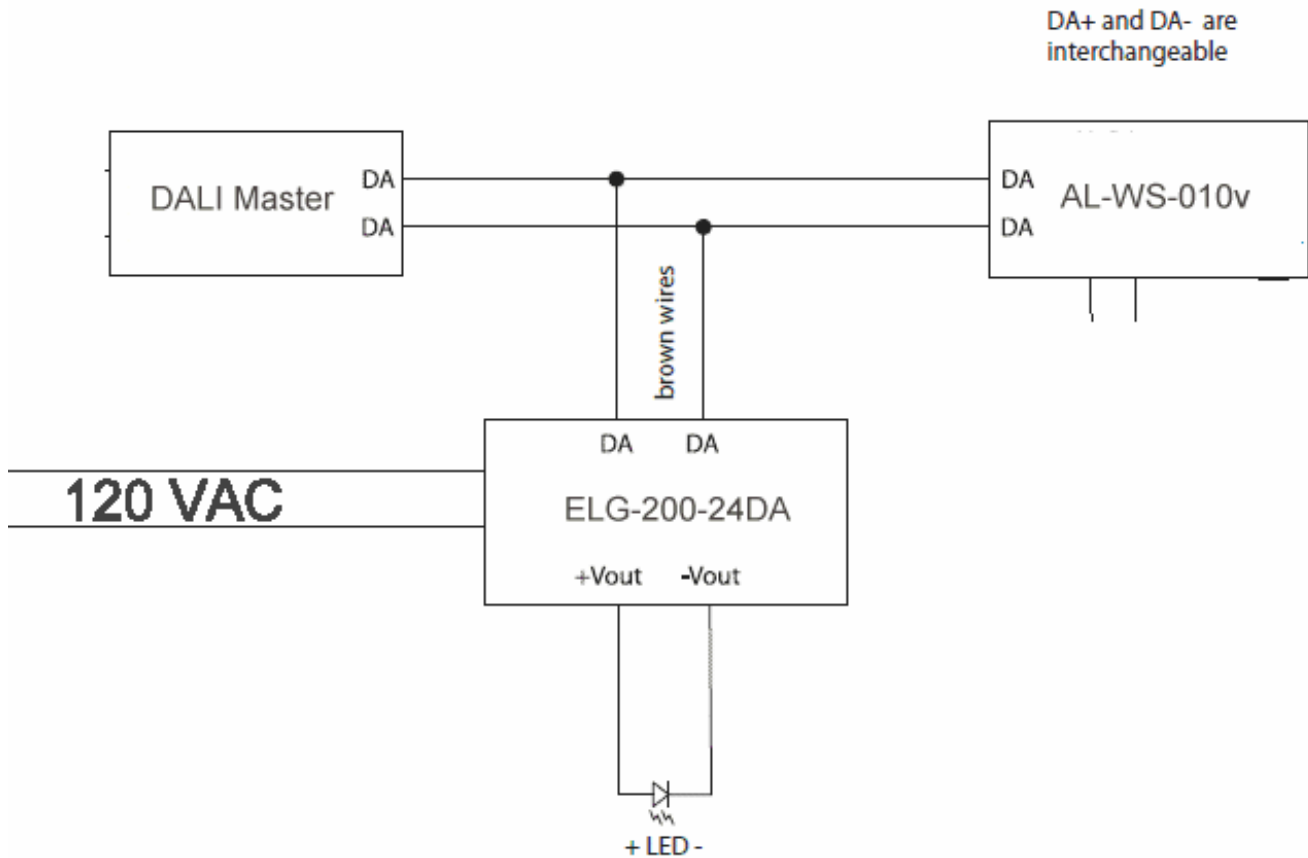 DA+ and DA- are
interchangeable
DALI Master
DA
DA
DA
DA
AL-WS-010v
brown wires
DA DA
ELG-200-24DA
+Vout -Vout
120 VAC
+ LED -